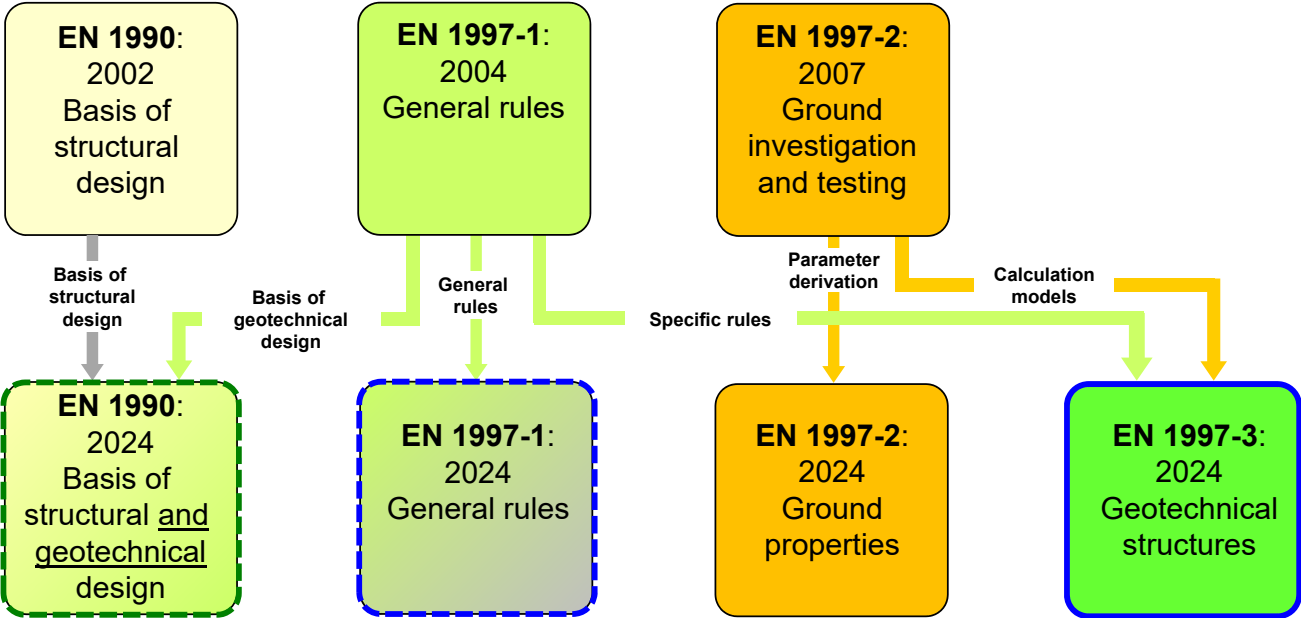 EN 1990:
2002
Basis of
structural
design
EN 1997-1:
2004
General rules
EN 1997-2:
2007
Ground
investigation
and testing
Basis of
structural
design
Basis of
geotechnical
design
General
rules
Specific rules
Parameter
derivation
Calculation
models
EN 1990:
2024
Basis of
structural and
geotechnical
design
EN 1997-1:
2024
General rules
EN 1997-2:
2024
Ground
properties
EN 1997-3:
2024
Geotechnical
structures